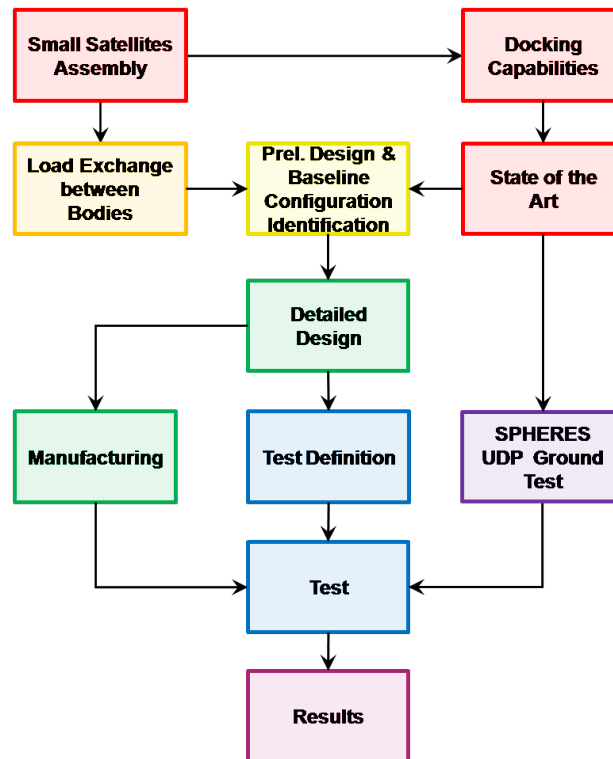 Small Satellites
Assembly
Docking
Capabilities
Load Exchange
between
Bodies
Prel. Design &
Baseline
Configuration
Identification
State of the
Art
Detailed
Design
Manufacturing
Test Definition
SPHERES
UDP Ground
Test
Test
Results